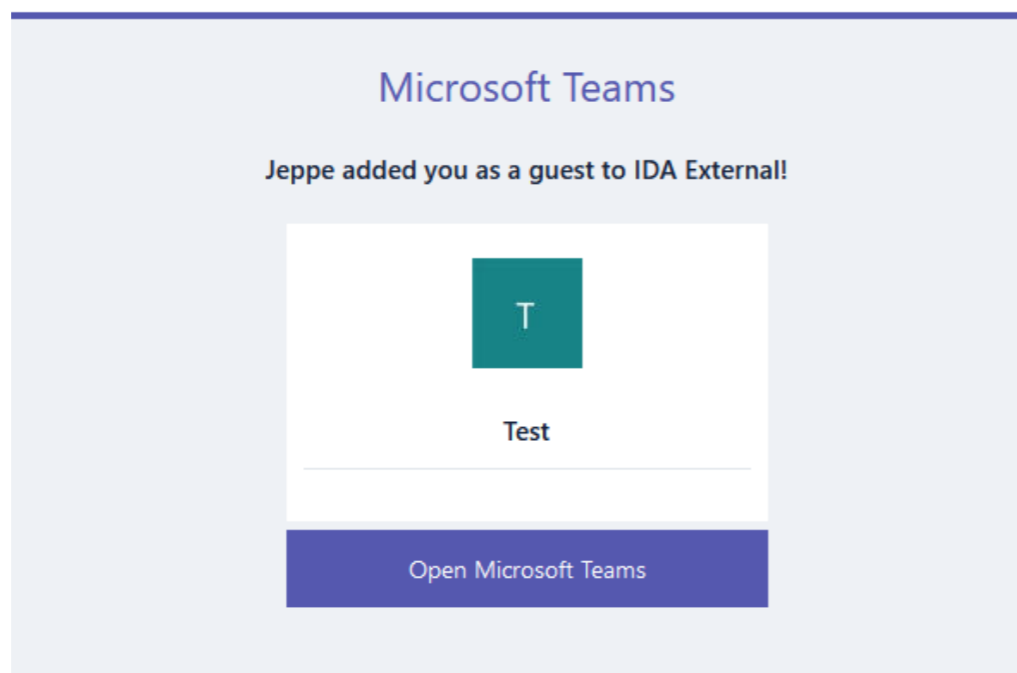 Microsoft Teams
Jeppe added you as a guest to IDA External!
T
Test
Open Microsoft Teams